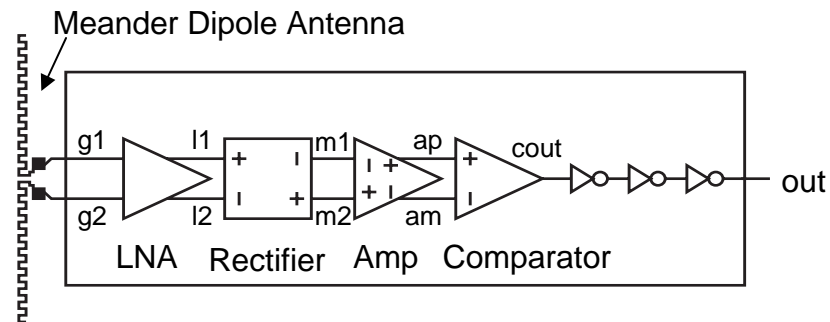 Meander Dipole Antenna
g1 l1 m1 ap cout
+ − − + +
out
− + + − −
g2 l2 m2 am
LNA Rectifier Amp Comparator